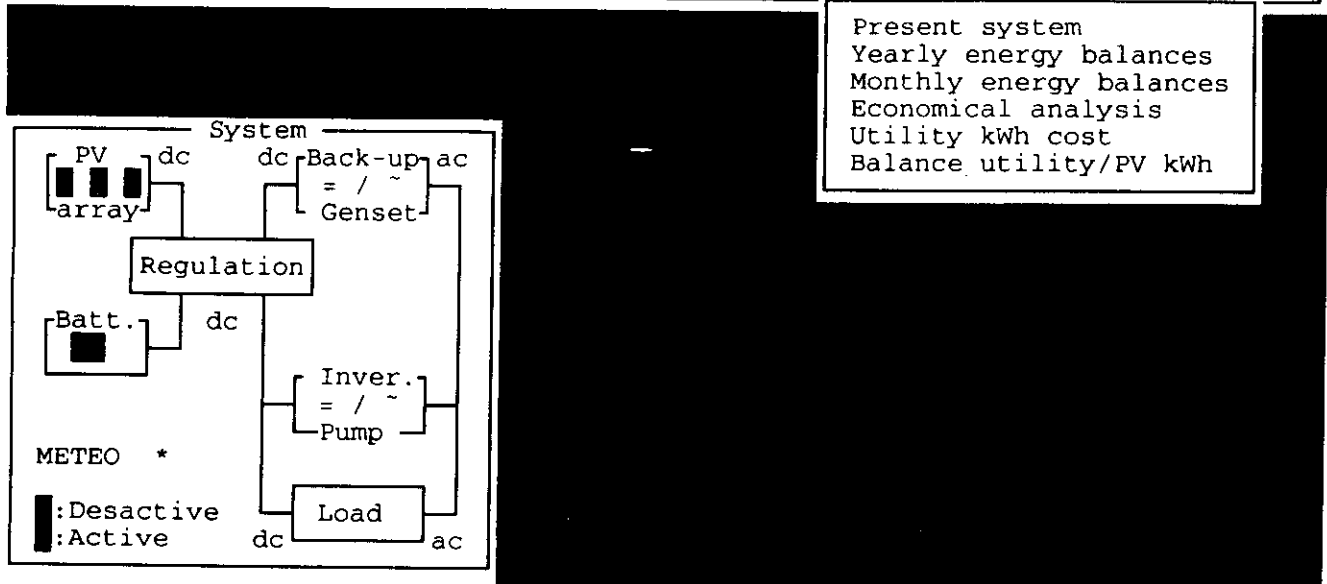 Present system
Yearly energy balances
Monthly energy balances
Economical analysis
Utility kWh cost
Balance utility/PV kWh
System
PV dc
array
dc Back-up ac
= / ~
Genset
Regulation
Batt.
dc
Inver.
= / ~
Pump
METEO *
:Desactive
:Active
Load
dc
ac